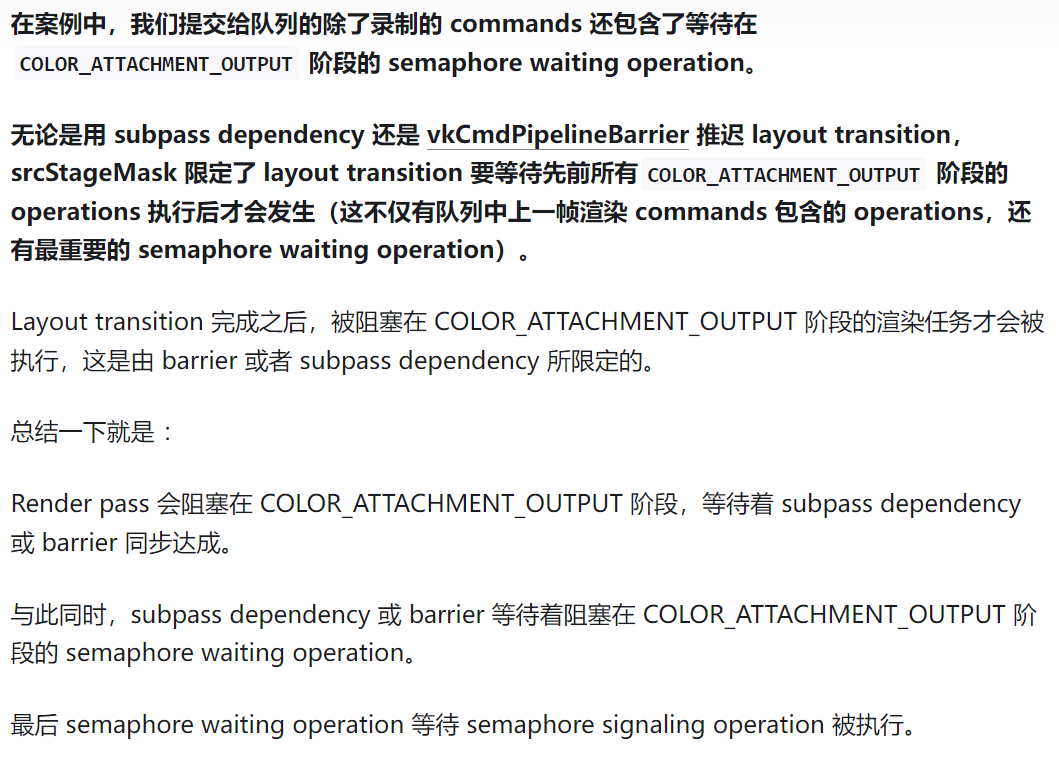 在案例中，我们提交给队列的除了录制的 commands 还包含了等待在
COLOR_ATTACHMENT_OUTPUT 阶段的 semaphore waiting operation。
无论是用 subpass dependency 还是 vkCmdPipelineBarrier 推迟 layout transition，
srcStageMask 限定了 layout transition 要等待先前所有 COLOR_ATTACHMENT_OUTPUT 阶段的
operations 执行后才会发生（这不仅有队列中上一帧渲染 commands 包含的 operations，还
有最重要的 semaphore waiting operation）。
Layout transition 完成之后，被阻塞在 COLOR_ATTACHMENT_OUTPUT 阶段的渲染任务才会被
执行，这是由 barrier 或者 subpass dependency 所限定的。
总结一下就是 ：
Render pass 会阻塞在 COLOR_ATTACHMENT_OUTPUT 阶段，等待着 subpass dependency
或 barrier 同步达成。
与此同时，subpass dependency 或 barrier 等待着阻塞在 COLOR_ATTACHMENT_OUTPUT 阶
段的 semaphore waiting operation。
最后 semaphore waiting operation 等待 semaphore signaling operation 被执行。